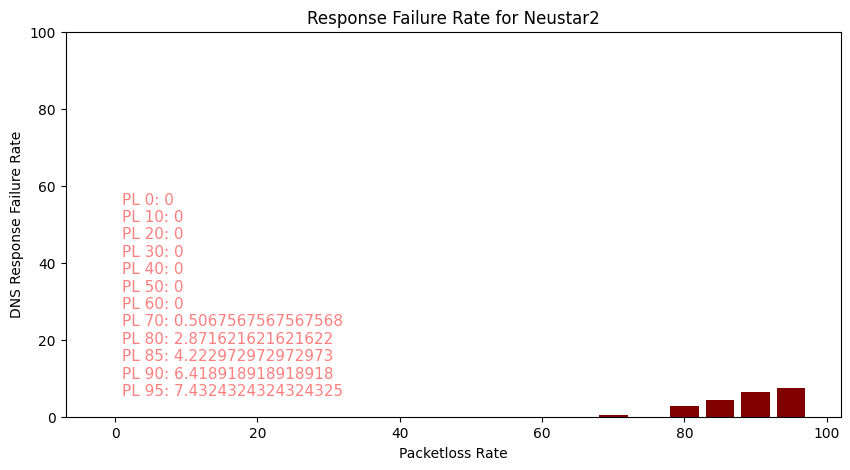 Response Failure Rate for Neustar2
100
80
60
40
20
0
DNS Response Failure Rate
PL 0: 0
PL 10: 0
PL 20: 0
PL 30: 0
PL 40: 0
PL 50: 0
PL 60: 0
PL 70: 0.5067567567567568
PL 80: 2.871621621621622
PL 85: 4.222972972972973
PL 90: 6.418918918918918
PL 95: 7.4324324324324325
0 20 40 60 80 100
Packetloss Rate